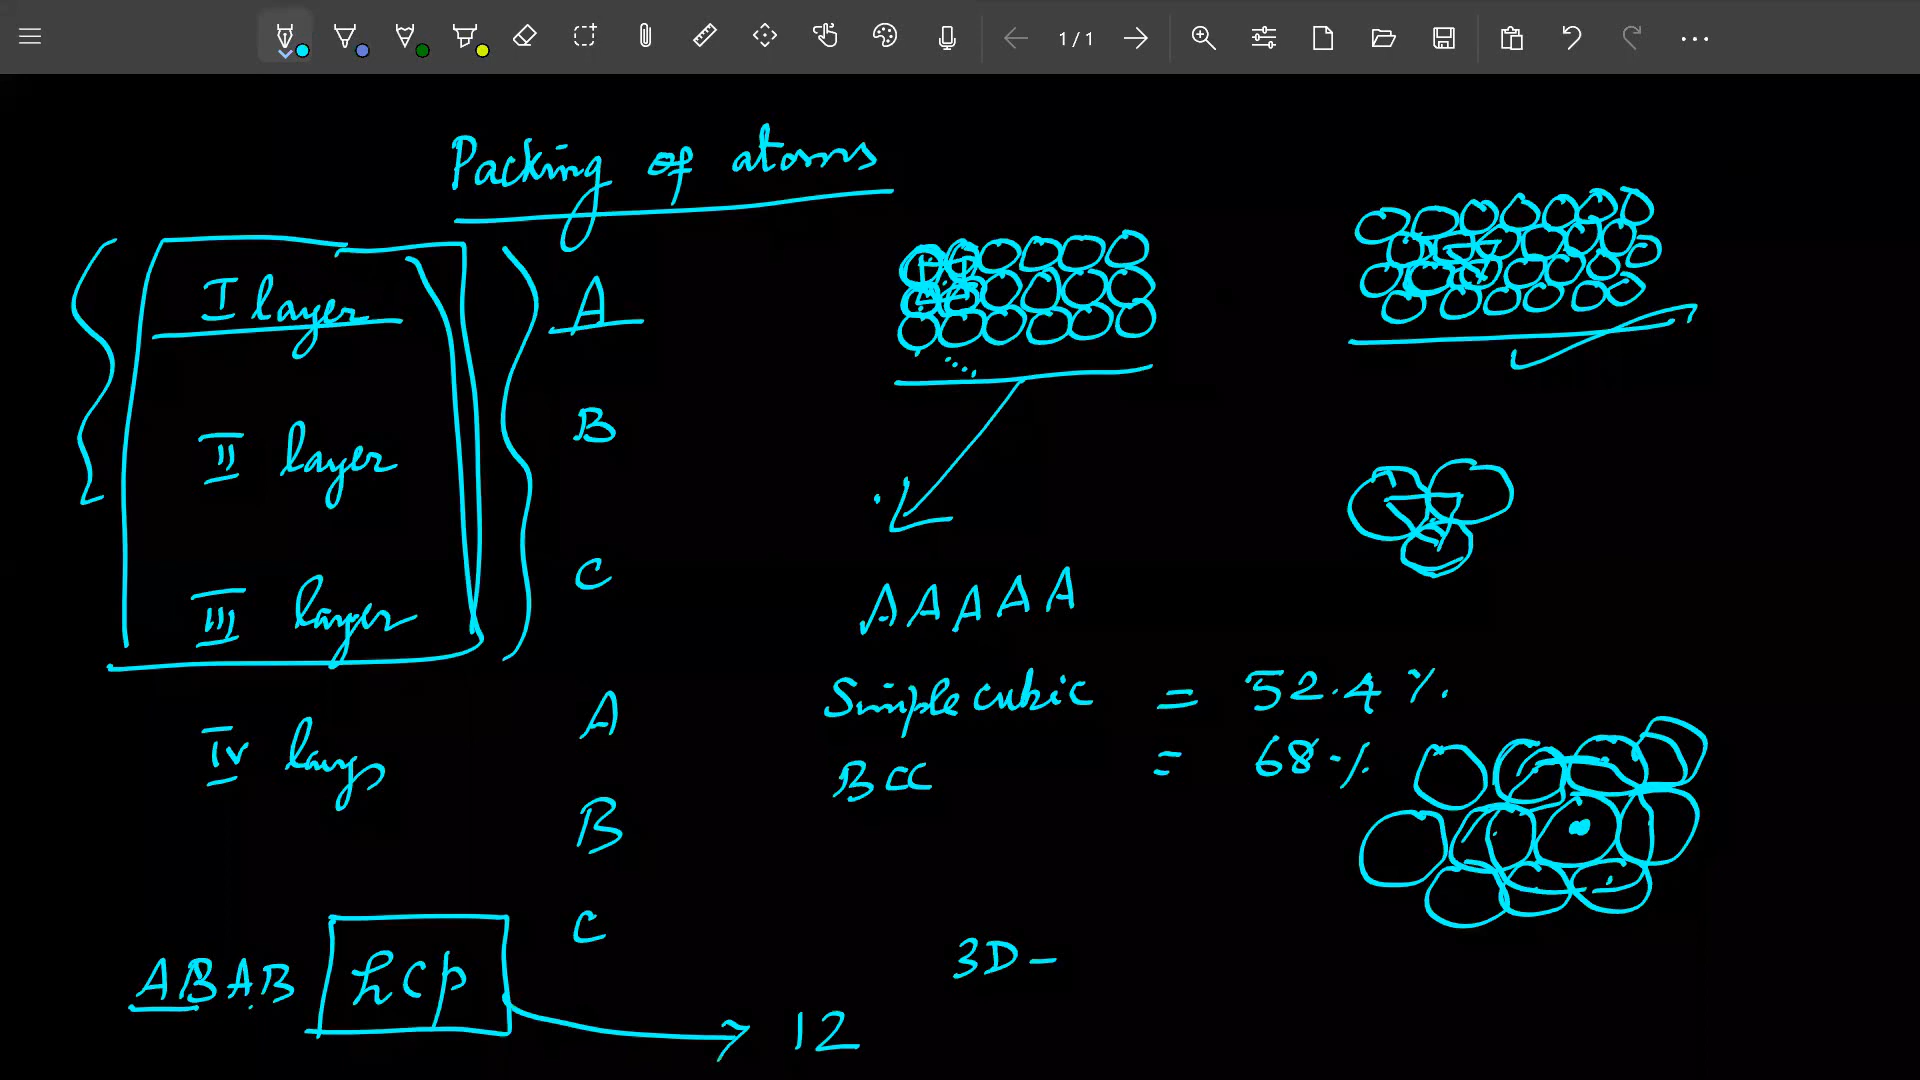 1 / 1
Packing of atoms
I layer A
II layer B
III layer C
IV A
B
C
ABAB hcp
12
AAAAA
Simple cubic = 52.4 %.
BCC = 68 %
3D -